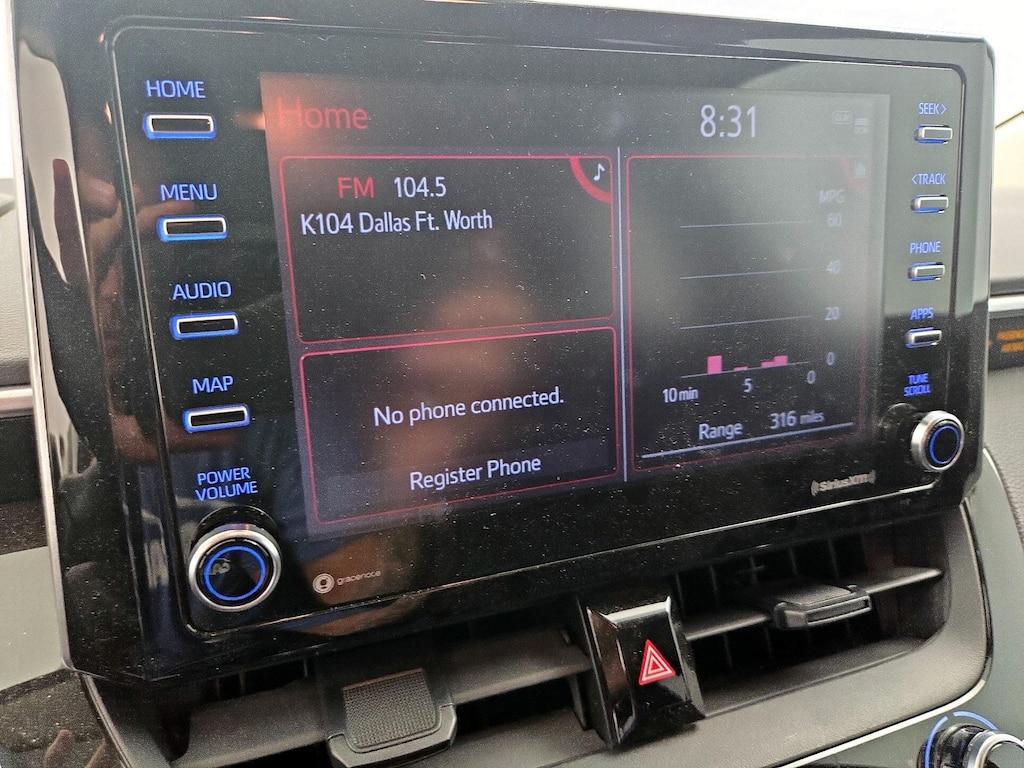 HOME
MENU
AUDIO
MAP
POWER
VOLUME
Home
8:31
FM 104.5
K104 Dallas Ft. Worth
No phone connected.
Register Phone
MPG
60
40
20
0
10 min 5 0
Range 316 miles
SEEK>
<TRACK
PHONE
APPS
TUNE
SCROLL
SiriusXM
gracenote